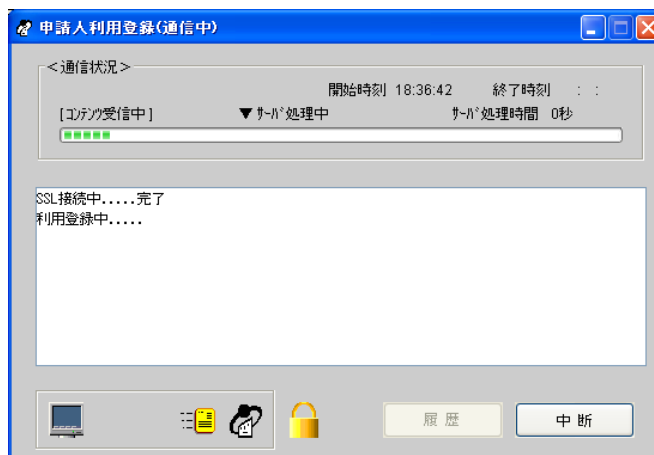 申請人利用登録(通信中)
＜通信状況＞
開始時刻 18:36:42 終了時刻 : :
[ｺﾝﾃﾝﾂ受信中] ▼ｻｰﾊﾞ処理中 ｻｰﾊﾞ処理時間 0秒
SSL接続中.....完了
利用登録中.....
履歴 中断